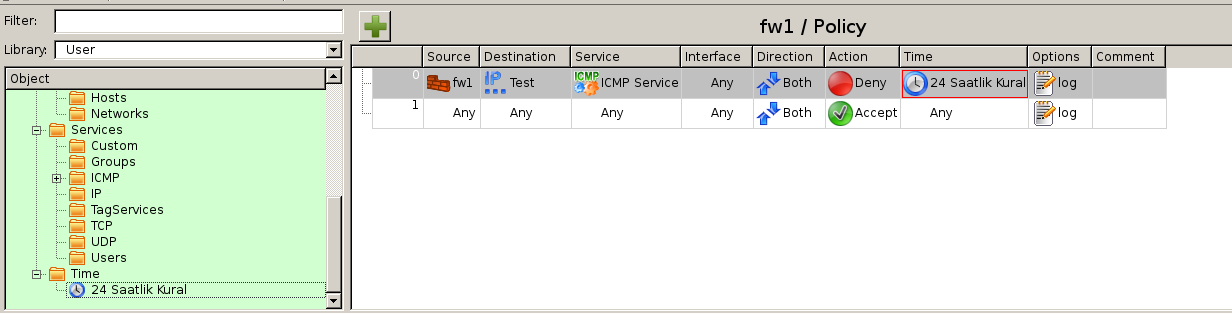 Filter:
fw1 / Policy
Library: User
Object
Source Destination Service Interface Direction Action Time Options Comment
0 fw1 IP Test ICMP ICMP Service Any Both Deny 24 Saatlik Kural log
1 Any Any Any Any Both Accept Any log
Hosts
Networks
Services
Custom
Groups
ICMP
IP
TagServices
TCP
UDP
Users
Time
24 Saatlik Kural